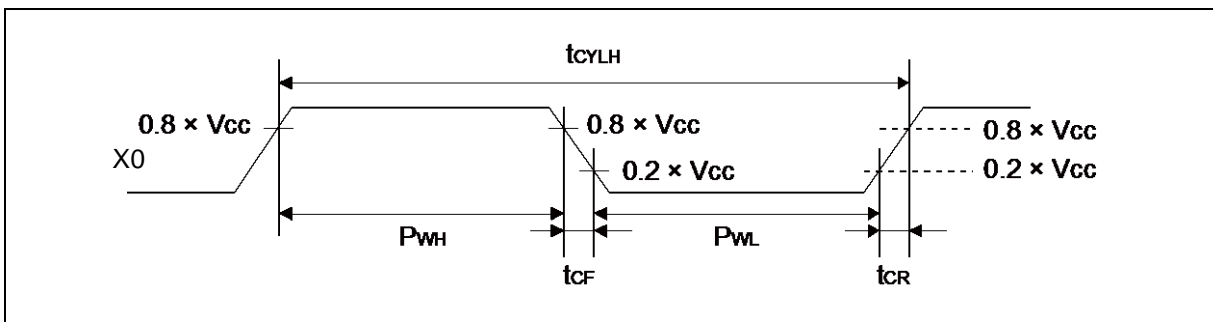 tCYLH
0.8 × VCC
0.8 × VCC
0.8 × VCC
X0
0.2 × VCC
0.2 × VCC
PWH
PWL
tCF
tCR